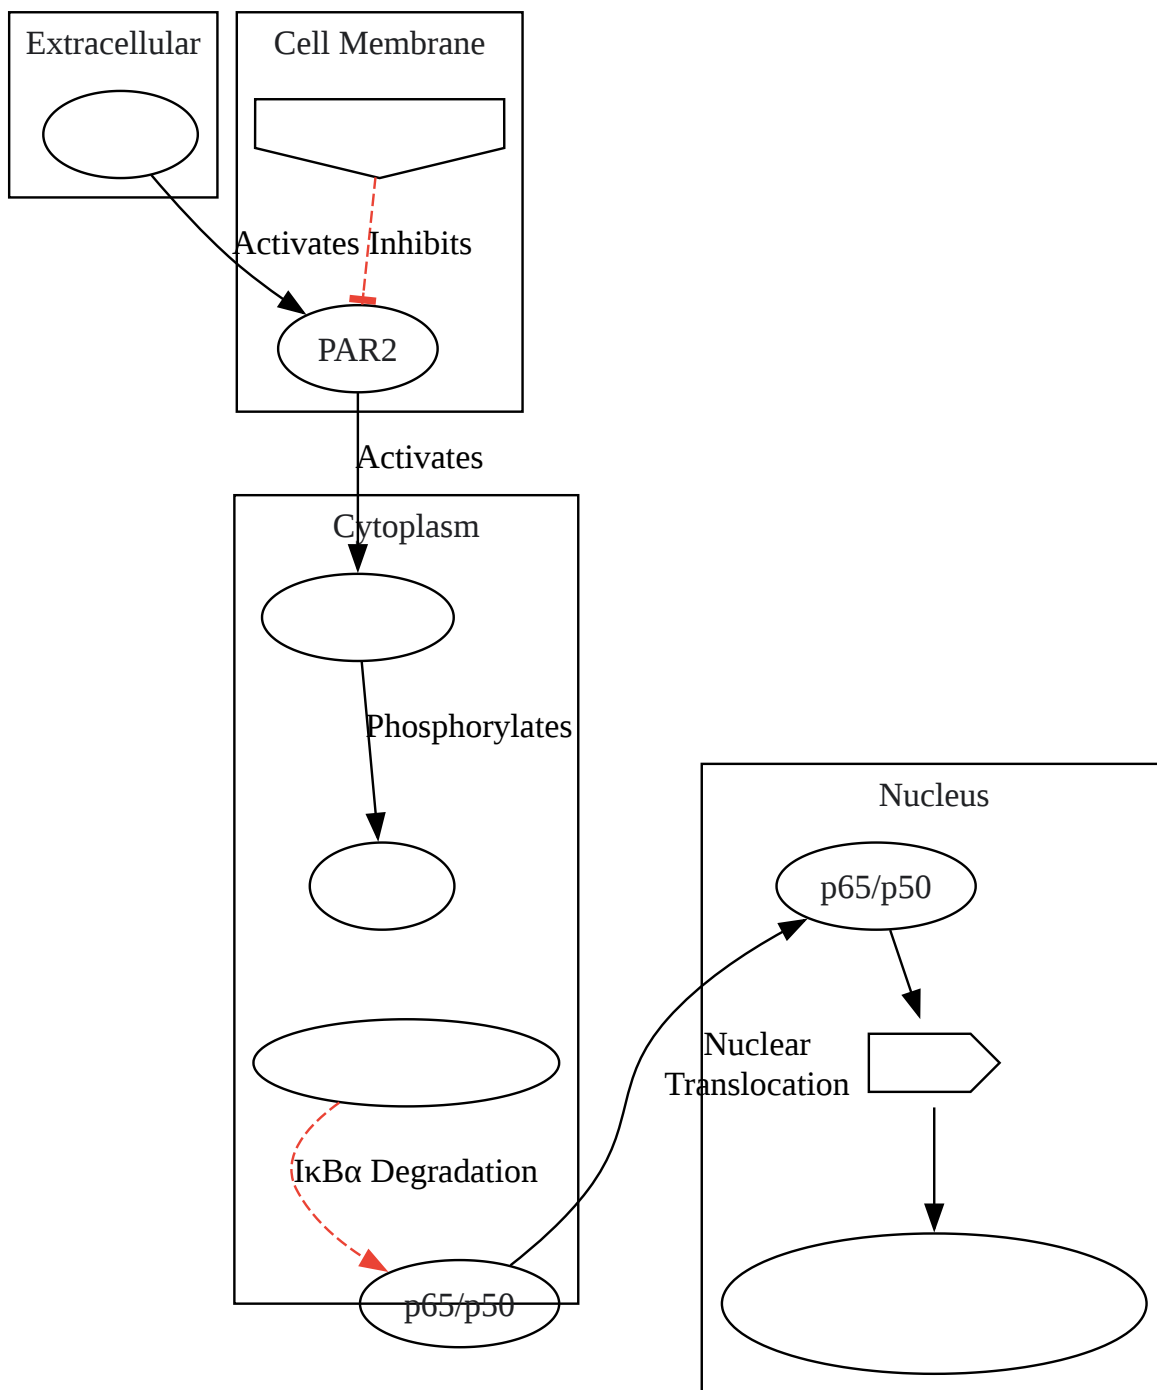 Extracellular
Cell Membrane
Activates
Inhibits
PAR2
Activates
Cytoplasm
Phosphorylates
Nucleus
p65/p50
Nuclear
Translocation
IκBα Degradation
p65/p50